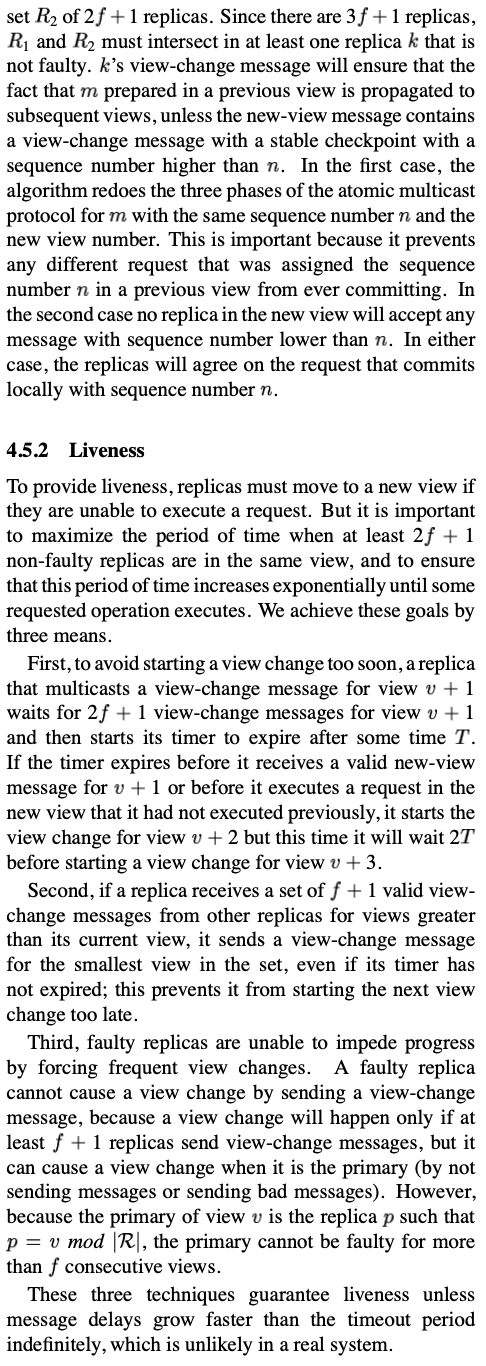 set R₂ of 2f + 1 replicas. Since there are 3f + 1 replicas,
R₁ and R₂ must intersect in at least one replica k that is
not faulty. k's view-change message will ensure that the
fact that m prepared in a previous view is propagated to
subsequent views, unless the new-view message contains
a view-change message with a stable checkpoint with a
sequence number higher than n. In the first case, the
algorithm redoes the three phases of the atomic multicast
protocol for m with the same sequence number n and the
new view number. This is important because it prevents
any different request that was assigned the sequence
number n in a previous view from ever committing. In
the second case no replica in the new view will accept any
message with sequence number lower than n. In either
case, the replicas will agree on the request that commits
locally with sequence number n.
4.5.2 Liveness
To provide liveness, replicas must move to a new view if
they are unable to execute a request. But it is important
to maximize the period of time when at least 2f + 1
non-faulty replicas are in the same view, and to ensure
that this period of time increases exponentially until some
requested operation executes. We achieve these goals by
three means.
First, to avoid starting a view change too soon, a replica
that multicasts a view-change message for view v + 1
waits for 2f + 1 view-change messages for view v + 1
and then starts its timer to expire after some time T.
If the timer expires before it receives a valid new-view
message for v + 1 or before it executes a request in the
new view that it had not executed previously, it starts the
view change for view v + 2 but this time it will wait 2T
before starting a view change for view v + 3.
Second, if a replica receives a set of f + 1 valid view-
change messages from other replicas for views greater
than its current view, it sends a view-change message
for the smallest view in the set, even if its timer has
not expired; this prevents it from starting the next view
change too late.
Third, faulty replicas are unable to impede progress
by forcing frequent view changes. A faulty replica
cannot cause a view change by sending a view-change
message, because a view change will happen only if at
least f + 1 replicas send view-change messages, but it
can cause a view change when it is the primary (by not
sending messages or sending bad messages). However,
because the primary of view v is the replica p such that
p = v mod |R|, the primary cannot be faulty for more
than f consecutive views.
These three techniques guarantee liveness unless
message delays grow faster than the timeout period
indefinitely, which is unlikely in a real system.